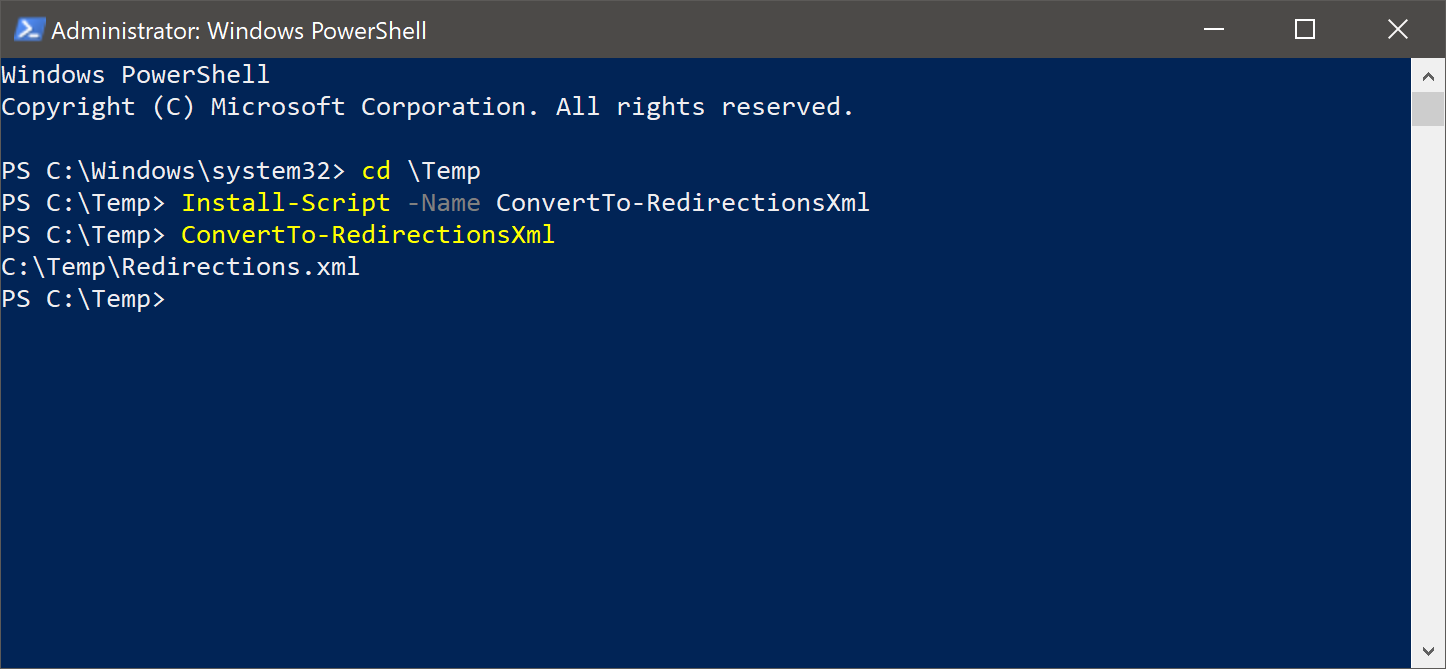 Administrator: Windows PowerShell
Windows PowerShell
Copyright (C) Microsoft Corporation. All rights reserved.
PS C:\Windows\system32> cd \Temp
PS C:\Temp> Install-Script -Name ConvertTo-RedirectionsXml
PS C:\Temp> ConvertTo-RedirectionsXml
C:\Temp\Redirections.xml
PS C:\Temp>